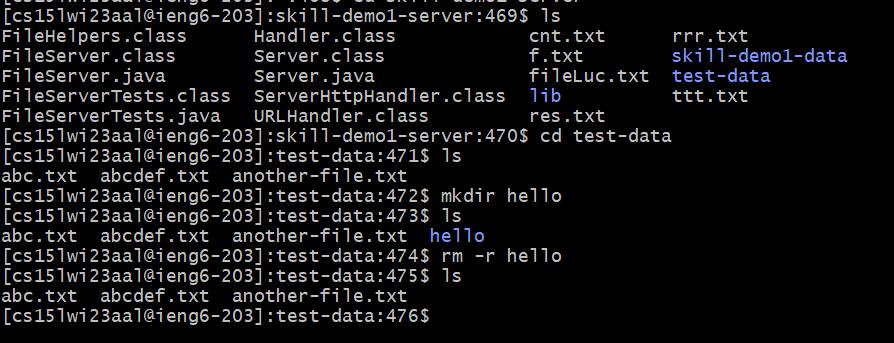 [cs15lwi23aal@ieng6-203]:skill-demo1-server:469$ ls
FileHelpers.class Handler.class cnt.txt rrr.txt
FileServer.class Server.class f.txt skill-demo1-data
FileServer.java Server.java fileLuc.txt test-data
FileServerTests.class ServerHttpHandler.class lib ttt.txt
FileServerTests.java URLHandler.class res.txt
[cs15lwi23aal@ieng6-203]:skill-demo1-server:470$ cd test-data
[cs15lwi23aal@ieng6-203]:test-data:471$ ls
abc.txt abcdef.txt another-file.txt
[cs15lwi23aal@ieng6-203]:test-data:472$ mkdir hello
[cs15lwi23aal@ieng6-203]:test-data:473$ ls
abc.txt abcdef.txt another-file.txt hello
[cs15lwi23aal@ieng6-203]:test-data:474$ rm -r hello
[cs15lwi23aal@ieng6-203]:test-data:475$ ls
abc.txt abcdef.txt another-file.txt
[cs15lwi23aal@ieng6-203]:test-data:476$